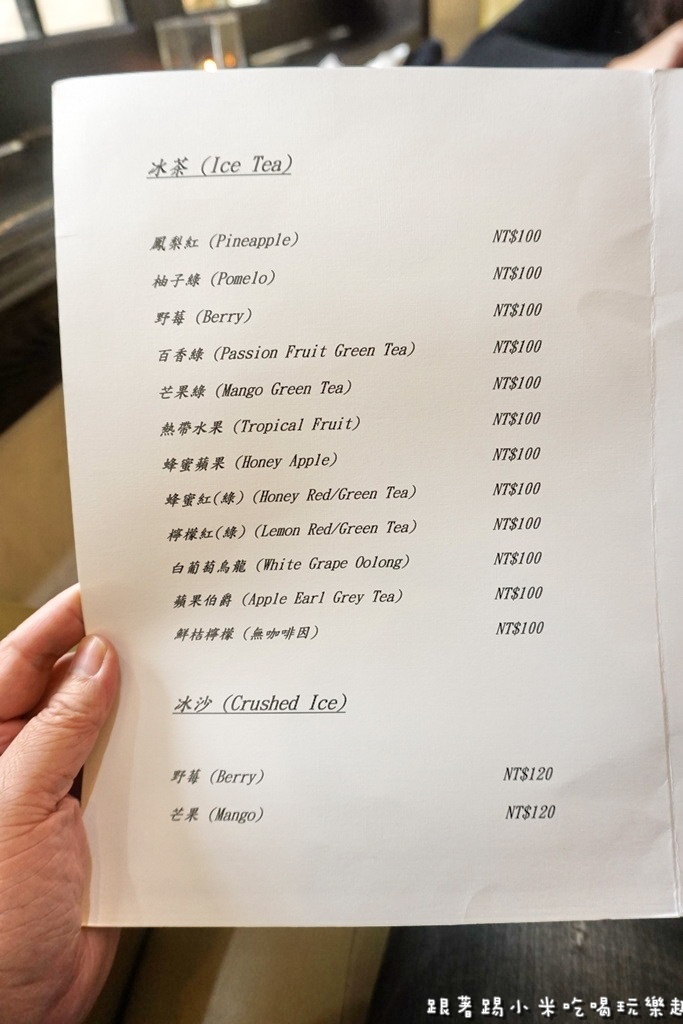 冰茶 (Ice Tea)
鳳梨紅 (Pineapple) NT$100
柚子綠 (Pomelo) NT$100
野莓 (Berry) NT$100
百香綠 (Passion Fruit Green Tea) NT$100
芒果綠 (Mango Green Tea) NT$100
熱帶水果 (Tropical Fruit) NT$100
蜂蜜蘋果 (Honey Apple) NT$100
蜂蜜紅(綠) (Honey Red/Green Tea) NT$100
檸檬紅(綠) (Lemon Red/Green Tea) NT$100
白葡萄烏龍 (White Grape Oolong) NT$100
蘋果伯爵 (Apple Earl Grey Tea) NT$100
鮮桔檸檬 (無咖啡因) NT$100
冰沙 (Crushed Ice)
野莓 (Berry) NT$120
芒果 (Mango) NT$120
跟著踢小米吃喝玩樂趣